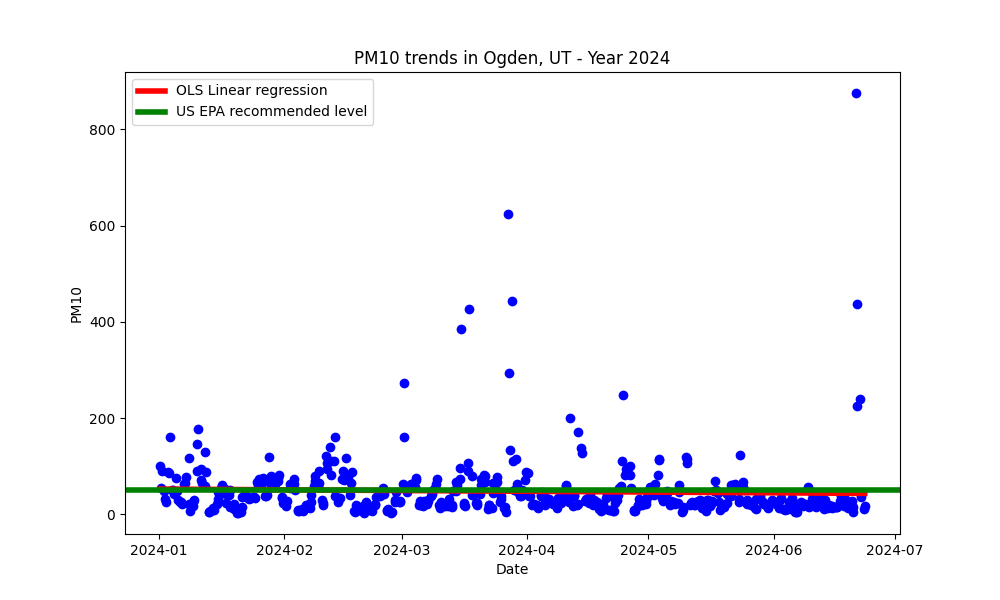 PM10 trends in Ogden, UT - Year 2024
OLS Linear regression
US EPA recommended level
800
600
400
200
0
PM10
2024-01
2024-02
2024-03
2024-04
2024-05
2024-06
2024-07
Date